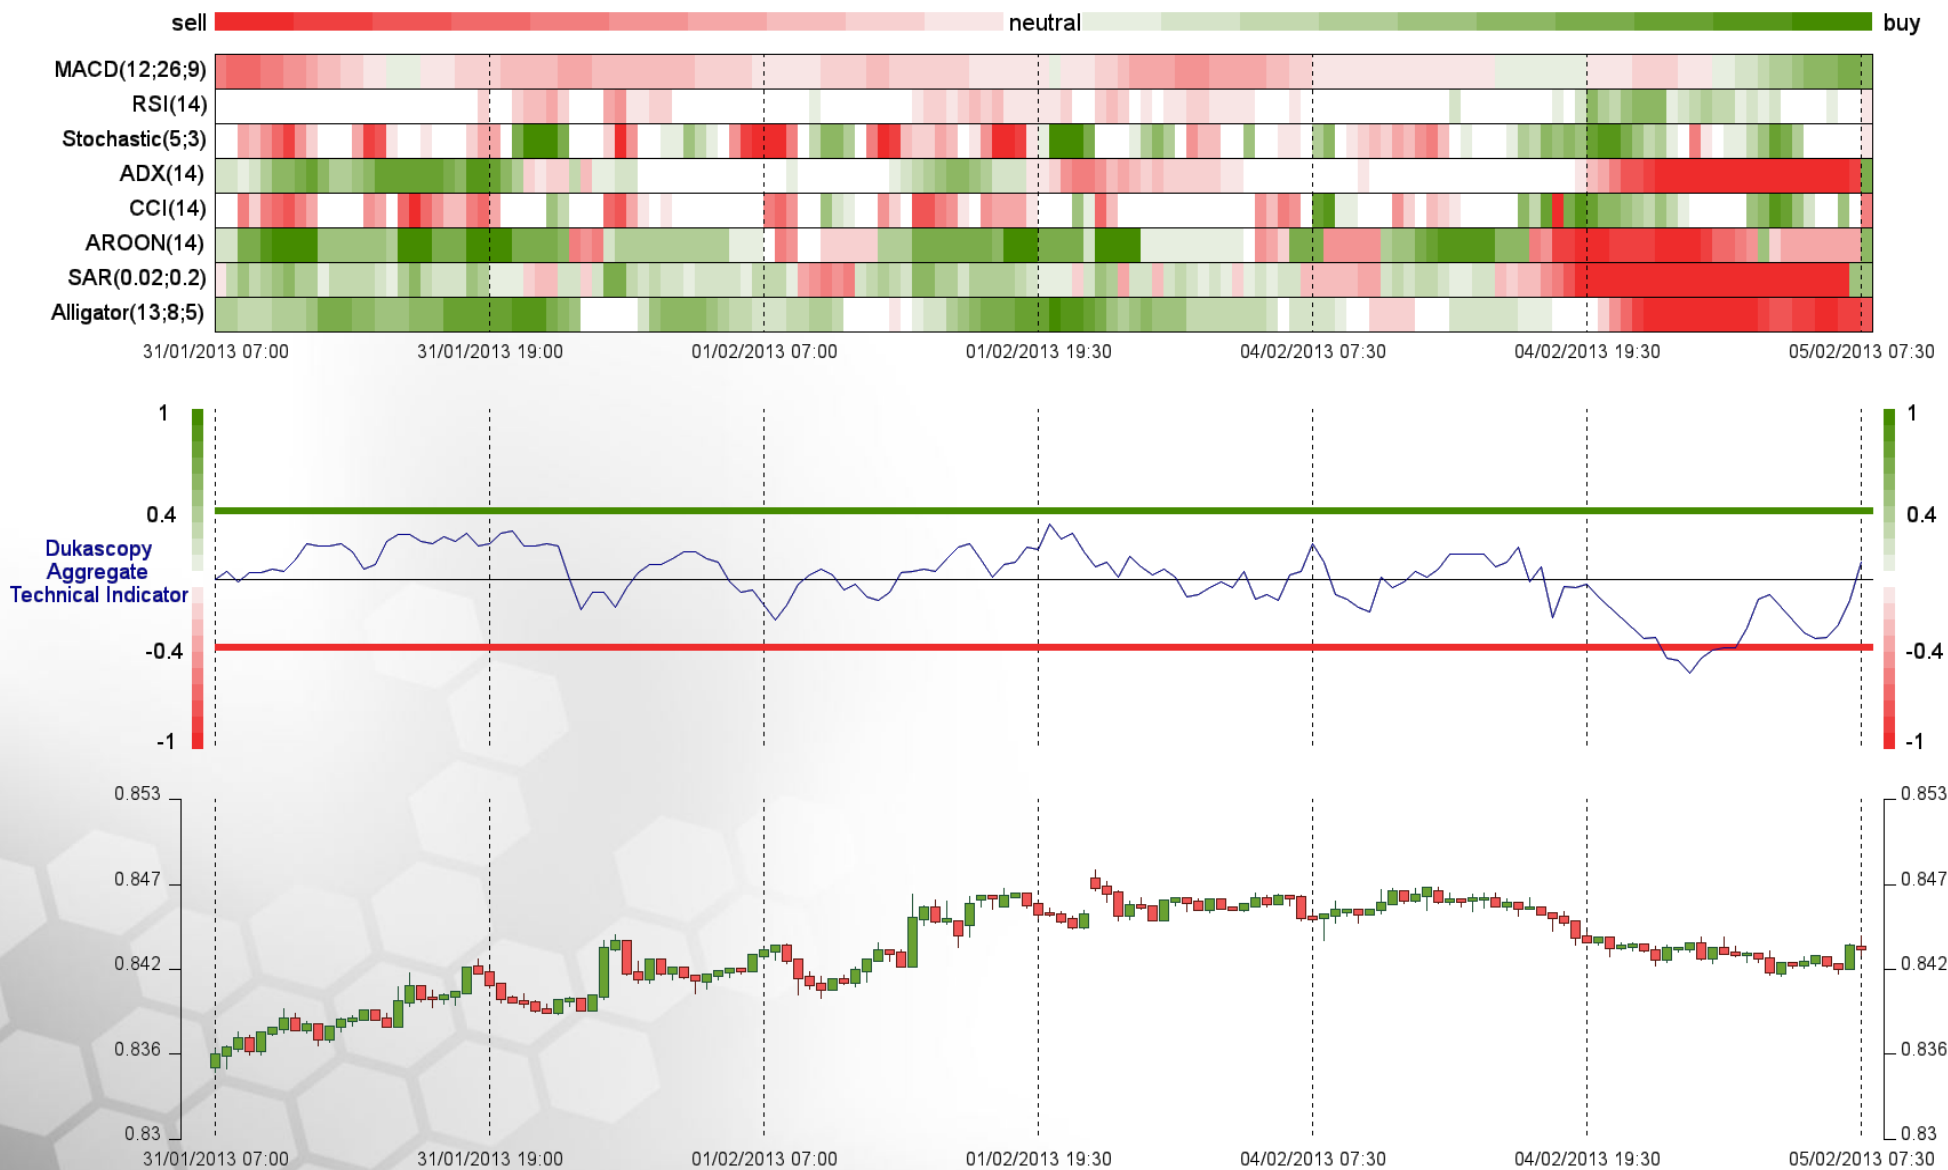 sell neutral buy
MACD(12;26;9)
RSI(14)
Stochastic(5;3)
ADX(14)
CCI(14)
AROON(14)
SAR(0.02;0.2)
Alligator(13;8;5)
31/01/2013 07:00 31/01/2013 19:00 01/02/2013 07:00 01/02/2013 19:30 04/02/2013 07:30 04/02/2013 19:30 05/02/2013 07:30
1 1
0.4 0.4
Dukascopy
Aggregate
Technical Indicator
-0.4 -0.4
-1 -1
0.853 0.853
0.847 0.847
0.842 0.842
0.836 0.836
0.83 0.83
31/01/2013 07:00 31/01/2013 19:00 01/02/2013 07:00 01/02/2013 19:30 04/02/2013 07:30 04/02/2013 19:30 05/02/2013 07:30